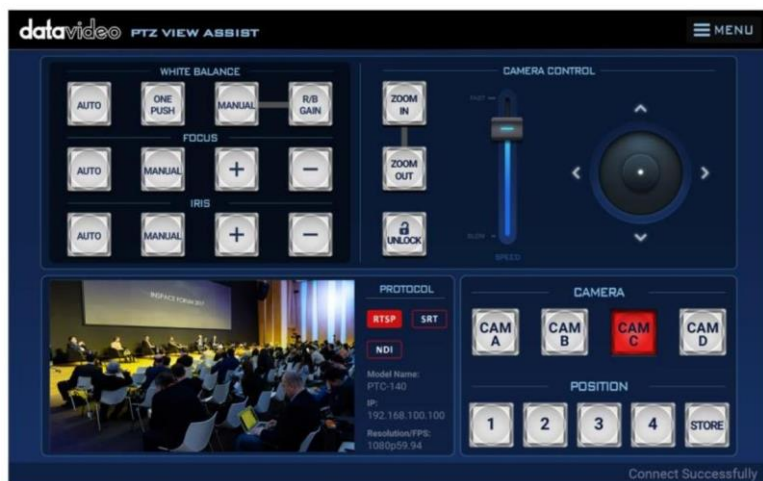 datavideo PTZ VIEW ASSIST
MENU
WHITE BALANCE
AUTO
ONE PUSH
MANUAL
R/B GAIN
FOCUS
AUTO
MANUAL
+
−
IRIS
AUTO
MANUAL
+
−
CAMERA CONTROL
ZOOM IN
ZOOM OUT
UNLOCK
FAST
SLOW
SPEED
INSPACE FORUM 2017
PROTOCOL
RTSP
SRT
NDI
Model Name:
PTC-140
IP:
192.168.100.100
Resolution/FPS:
1080p59.94
CAMERA
CAM A
CAM B
CAM C
CAM D
POSITION
1
2
3
4
STORE
Connect Successfully